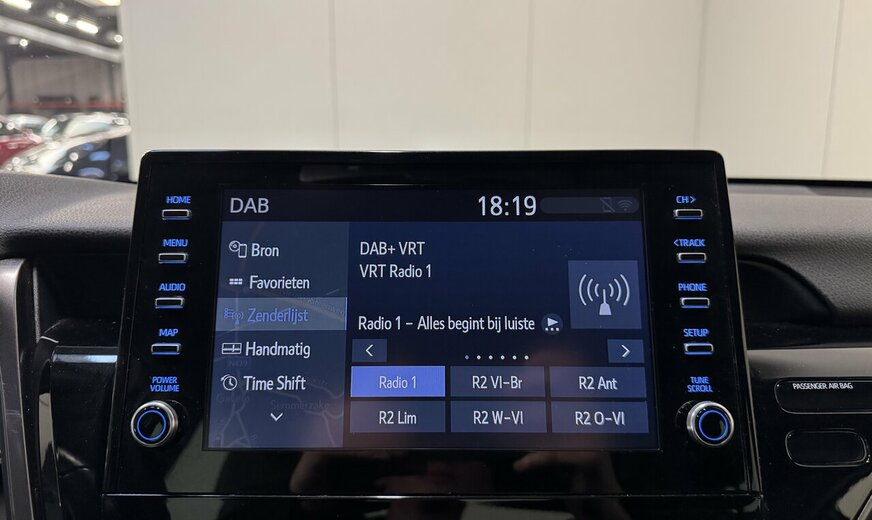 HOME
MENU
AUDIO
MAP
POWER
VOLUME
DAB
18:19
Bron
Favorieten
Zenderlijst
Handmatig
Time Shift
DAB+ VRT
VRT Radio 1
Radio 1 – Alles begint bij luiste
Radio 1
R2 Vl-Br
R2 Ant
R2 Lim
R2 W-Vl
R2 O-Vl
CH >
< TRACK
PHONE
SETUP
TUNE
SCROLL
PASSENGER AIR BAG